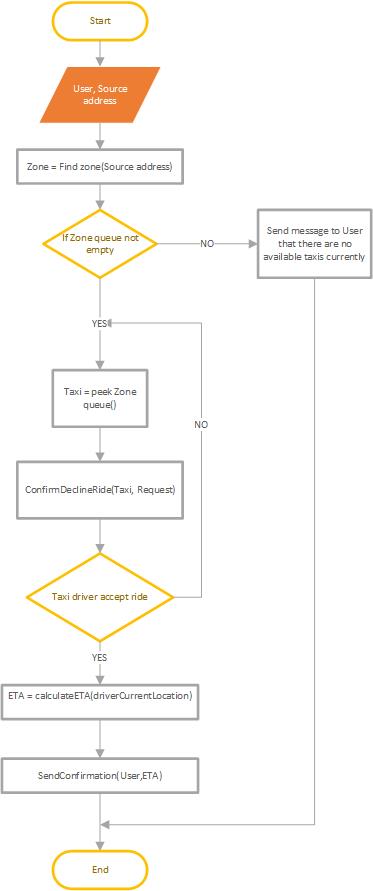 Start
User, Source
address
Zone = Find zone(Source address)
If Zone queue not
empty
NO
Send message to User
that there are no
available taxis currently
YES
Taxi = peek Zone
queue()
NO
ConfirmDeclineRide(Taxi, Request)
Taxi driver accept ride
YES
ETA = calculateETA(driverCurrentLocation)
SendConfirmation(User,ETA)
End